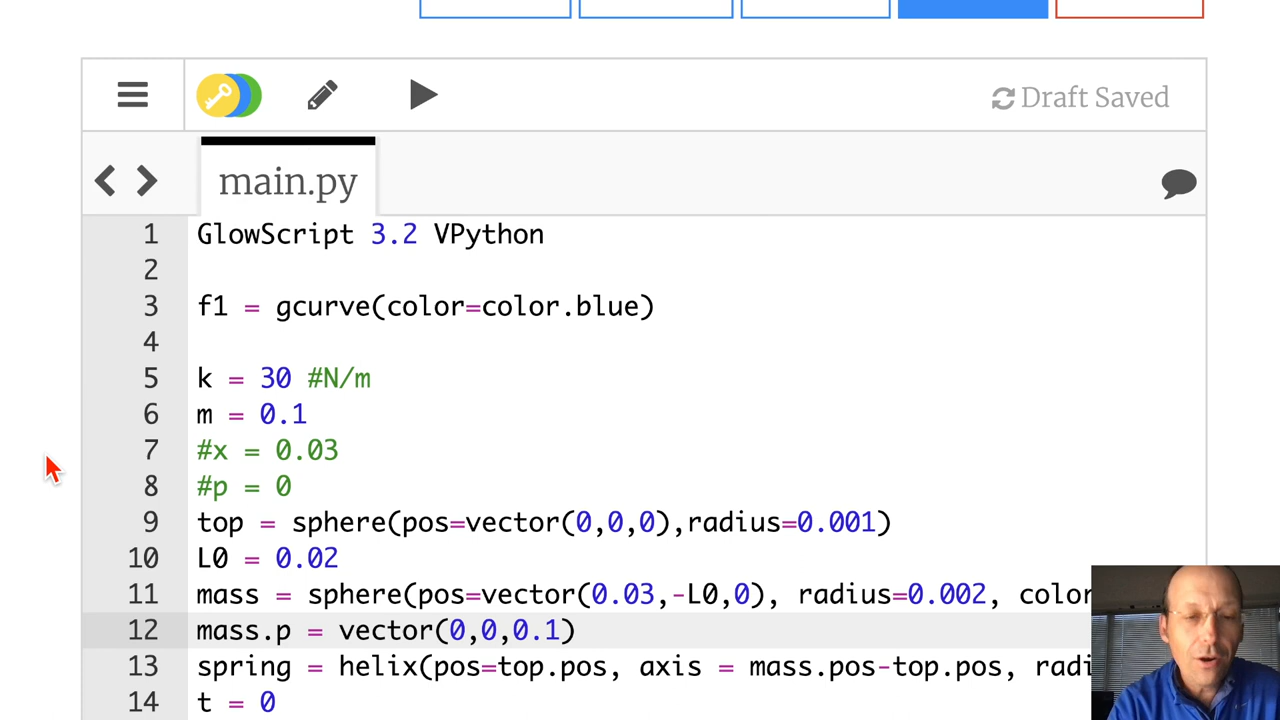 Draft Saved
main.py
1 GlowScript 3.2 VPython
2
3 f1 = gcurve(color=color.blue)
4
5 k = 30 #N/m
6 m = 0.1
7 #x = 0.03
8 #p = 0
9 top = sphere(pos=vector(0,0,0),radius=0.001)
10 L0 = 0.02
11 mass = sphere(pos=vector(0.03,-L0,0), radius=0.002, color
12 mass.p = vector(0,0,0.1)
13 spring = helix(pos=top.pos, axis = mass.pos-top.pos, radi
14 t = 0